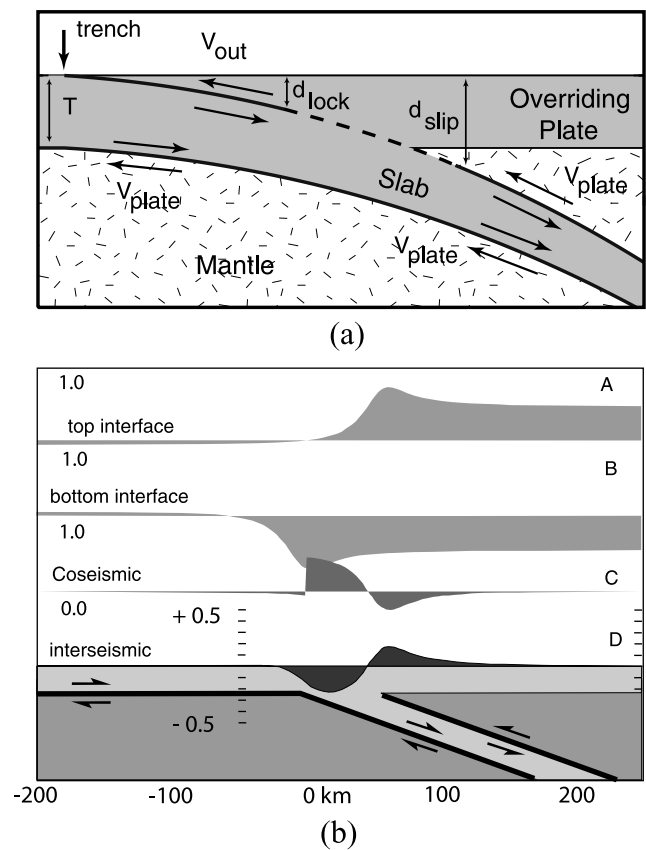 trench
V out
T
d lock
d slip
Overriding
Plate
V plate
Slab
V plate
Mantle
V plate
(a)
1.0
A
top interface
1.0
B
bottom interface
1.0
Coseismic
C
0.0
+ 0.5
interseismic
D
- 0.5
-200
-100
0 km
100
200
(b)